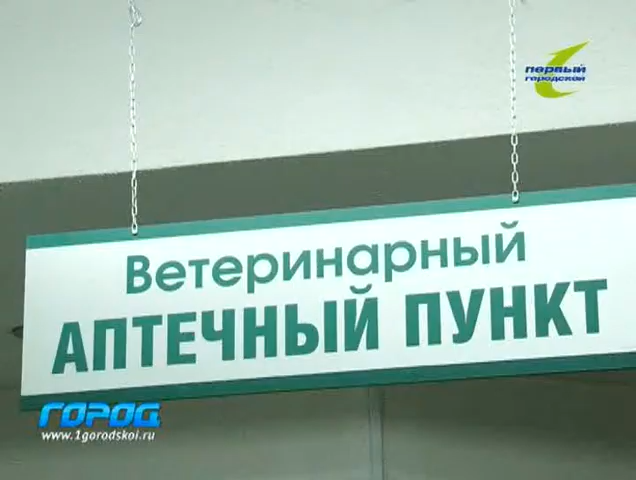 первый
городской
Ветеринарный
АПТЕЧНЫЙ ПУНКТ
ГОРОД
www.1gorodskoi.ru